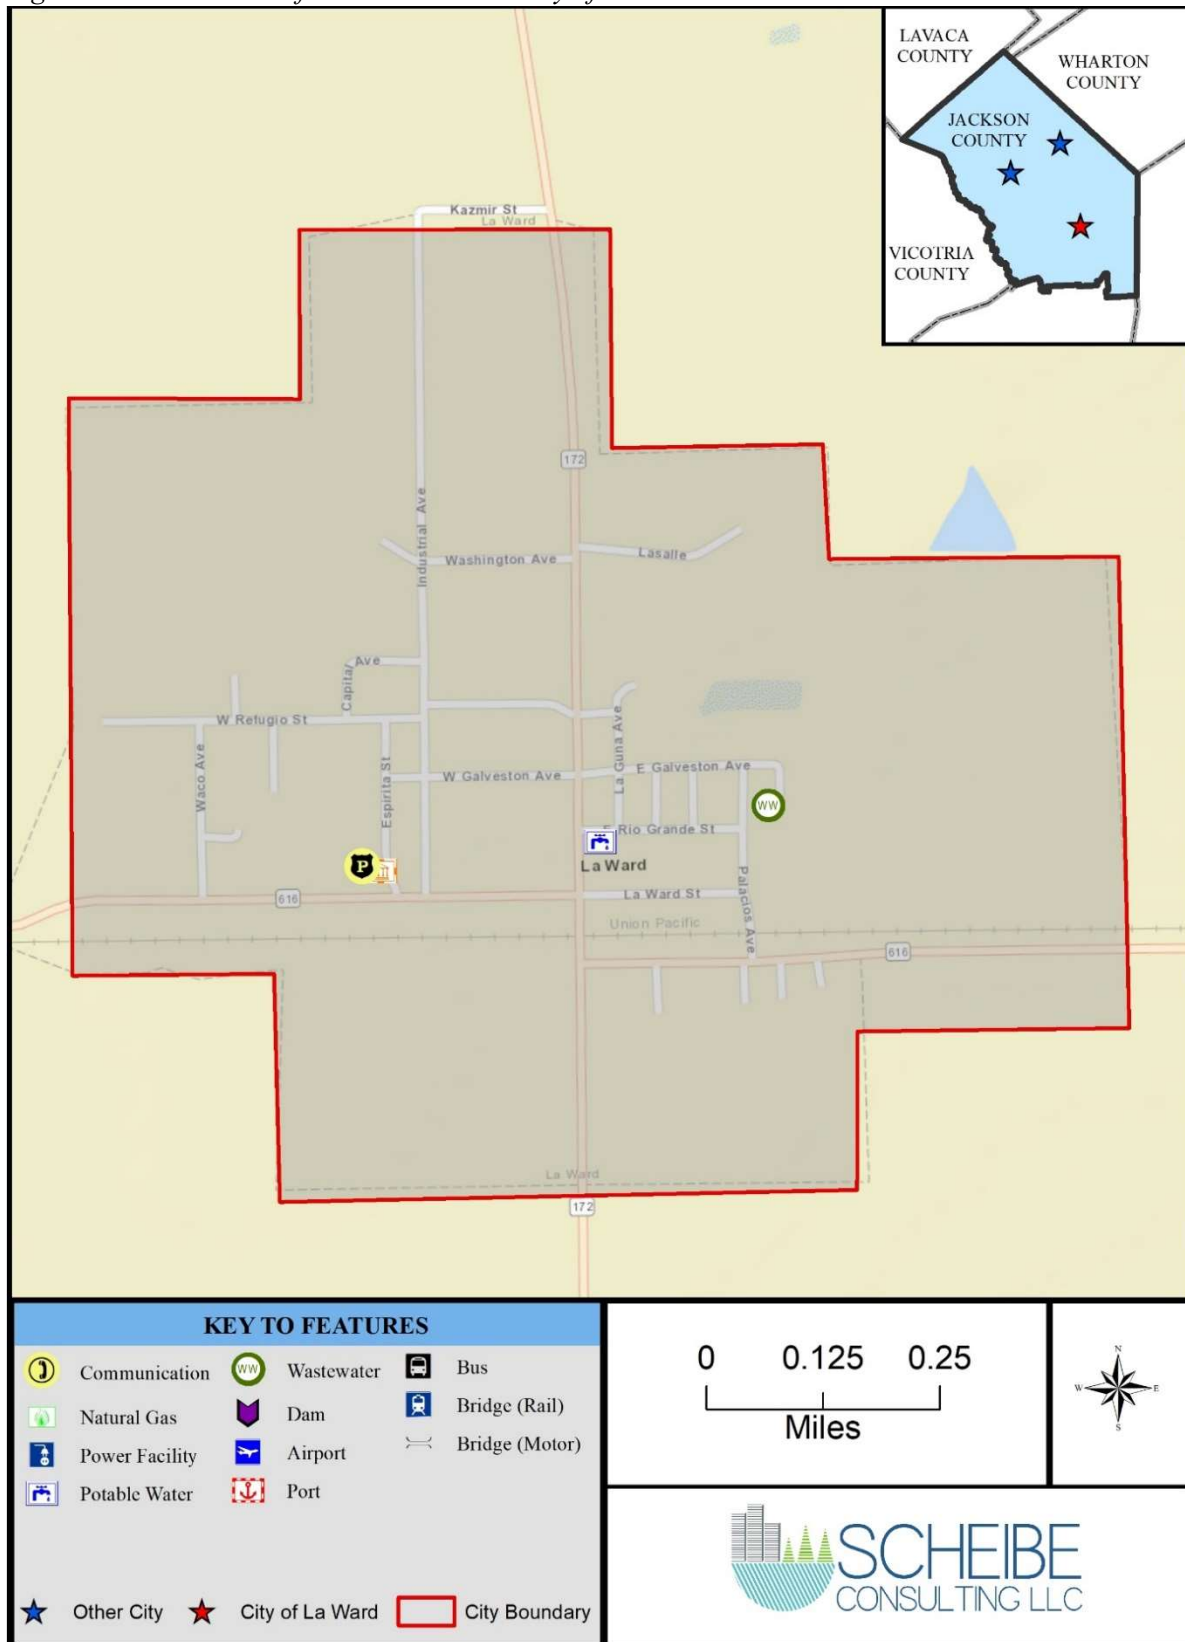 LAVACA
COUNTY
WHARTON
COUNTY
JACKSON
COUNTY
VICOTRIA
COUNTY
Kazmir St
La Ward
172
Industrial Ave
Washington Ave
Lasalle
Capital Ave
W Refugio St
Waco Ave
Espirita St
W Galveston Ave
La Guna Ave
E Galveston Ave
WW
E Rio Grande St
P
La Ward
616
La Ward St
Palacios Ave
Union Pacific
616
La Ward
172
KEY TO FEATURES
Communication
WW Wastewater
Bus
Natural Gas
Dam
Bridge (Rail)
Power Facility
Airport
Bridge (Motor)
Potable Water
Port
Other City
City of La Ward
City Boundary
0 0.125 0.25
Miles
N
W E
S
SCHEIBE
CONSULTING LLC